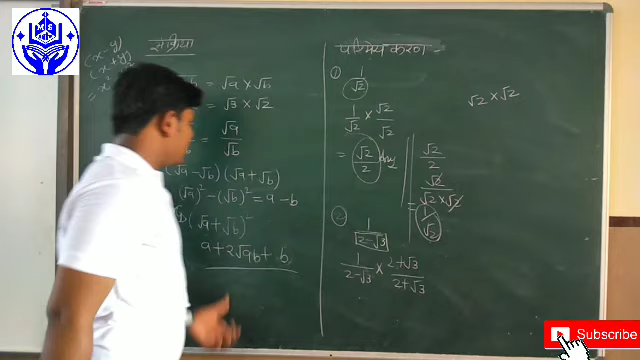 MS
(x - y)
(x + y)
संक्रिया
= √a × √b
= √3 × √2
= √a/√b
(√a - √b) (√a + √b)
(√a)² - (√b)² = a - b
(√a + √b)²
a + 2√ab + b
परिमेय करण -
① 1/√2
1/√2 × √2/√2
= √2/2 Ans
√2/2
√2/√2 × √2
= 1/√2
√2 × √2
② 1/2-√3
1/2-√3 × 2+√3/2+√3
SUBSCRIBE